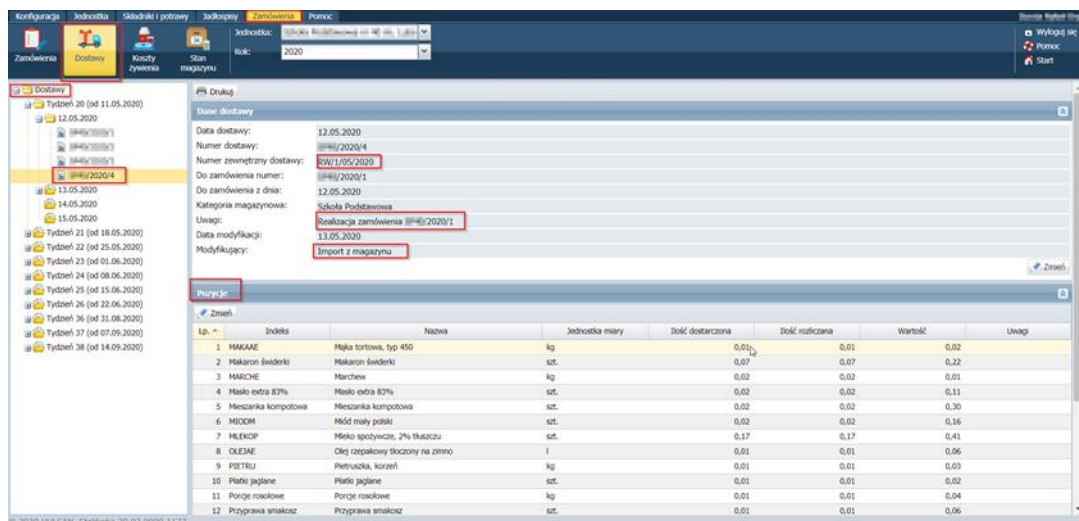 Konfiguracja Jednostka Składniki i potrawy Jadłospisy Zamówienia Pomoc
Zamówienia Dostawy Koszty żywienia Stan magazynu
Jednostka:
Rok: 2020
Wyloguj się
Pomoc
Start
Dostawy
Tydzień 20 (od 11.05.2020)
12.05.2020
/2020/4
13.05.2020
14.05.2020
15.05.2020
Tydzień 21 (od 18.05.2020)
Tydzień 22 (od 25.05.2020)
Tydzień 23 (od 01.06.2020)
Tydzień 24 (od 08.06.2020)
Tydzień 25 (od 15.06.2020)
Tydzień 26 (od 22.06.2020)
Tydzień 36 (od 31.08.2020)
Tydzień 37 (od 07.09.2020)
Tydzień 38 (od 14.09.2020)
Drukuj
Dane dostawy
Data dostawy: 12.05.2020
Numer dostawy: /2020/4
Numer zewnętrzny dostawy: RW/1/05/2020
Do zamówienia numer: /2020/1
Do zamówienia z dnia: 12.05.2020
Kategoria magazynowa: Szkoła Podstawowa
Uwagi: Realizacja zamówienia /2020/1
Data modyfikacji: 13.05.2020
Modyfikujący: Import z magazynu
Zmień
Pozycje
Zmień
Lp. Indeks Nazwa Jednostka miary Ilość dostarczona Ilość rozliczana Wartość Uwagi
1 MAKAAE Mąka tortowa, typ 450 kg 0,01 0,01 0,02
2 Makaron świderki Makaron świderki szt. 0,07 0,07 0,22
3 MARCHE Marchew kg 0,02 0,02 0,01
4 Masło extra 83% Masło extra 83% szt. 0,02 0,02 0,11
5 Mieszanka kompotowa Mieszanka kompotowa szt. 0,02 0,02 0,30
6 MIODM Miód mały polski szt. 0,02 0,02 0,16
7 MLEKOP Mleko spożywcze, 2% tłuszczu szt. 0,17 0,17 0,41
8 OLEJAE Olej rzepakowy tłoczony na zimno l 0,01 0,01 0,06
9 PIETRU Pietruszka, korzeń kg 0,01 0,01 0,03
10 Płatki jaglane Płatki jaglane szt. 0,01 0,01 0,02
11 Porcje rosołowe Porcje rosołowe kg 0,01 0,01 0,04
12 Przyprawa smakosz Przyprawa smakosz szt. 0,01 0,01 0,06